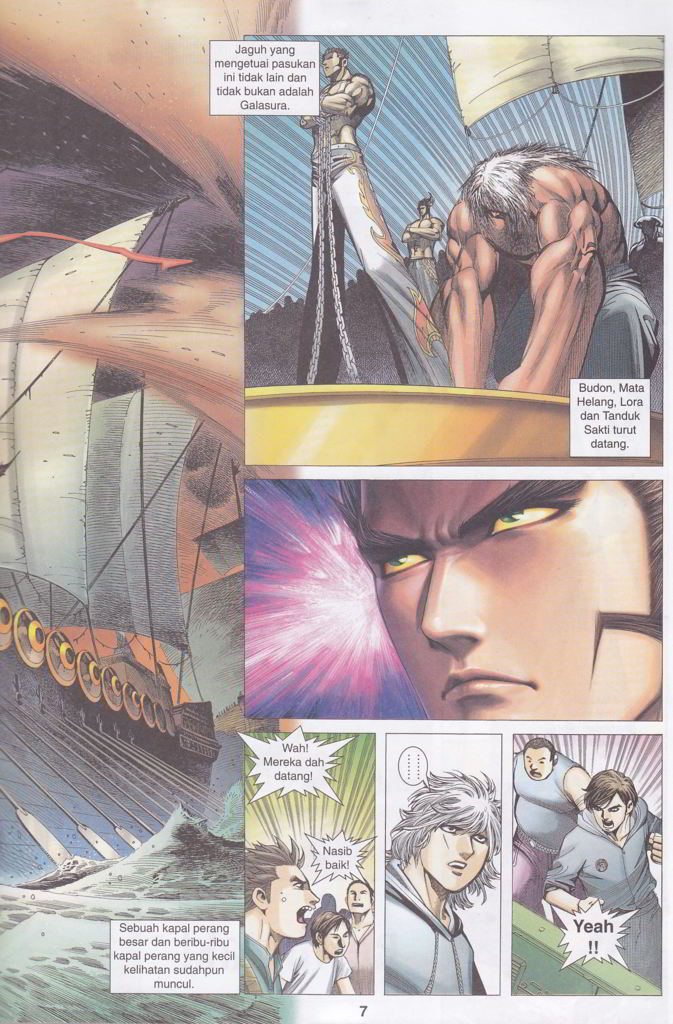 Jaguh yang
mengetuai pasukan
ini tidak lain dan
tidak bukan adalah
Galasura.
Budon, Mata
Helang, Lora
dan Tanduk
Sakti turut
datang.
Wah!
Mereka dah
datang!
Nasib
baik!
......
Yeah
!!
Sebuah kapal perang
besar dan beribu-ribu
kapal perang yang kecil
kelihatan sudahpun
muncul.
7